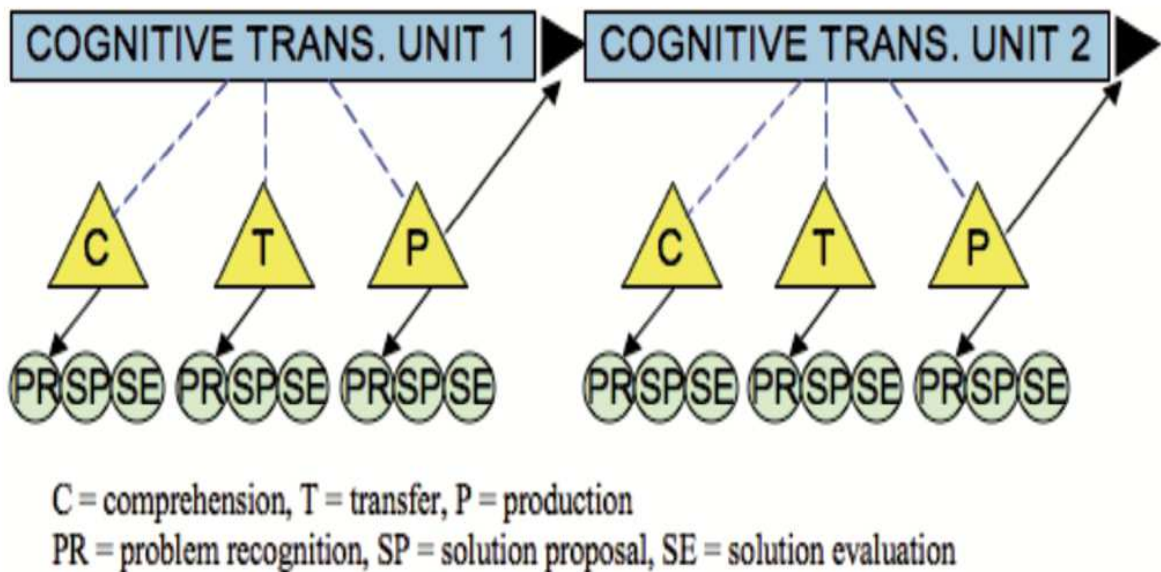 COGNITIVE TRANS. UNIT 1 COGNITIVE TRANS. UNIT 2
C T P C T P
PR SP SE PR SP SE PR SP SE PR SP SE PR SP SE PR SP SE
C = comprehension, T = transfer, P = production
PR = problem recognition, SP = solution proposal, SE = solution evaluation